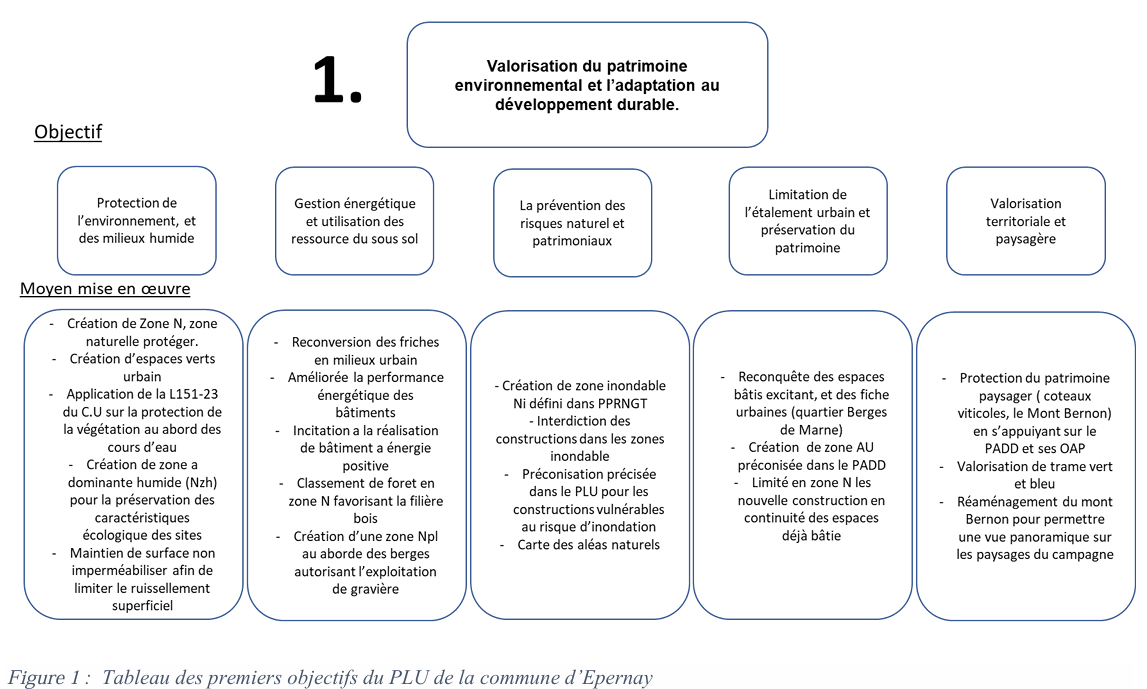 1.
Valorisation du patrimoine
environnemental et l’adaptation au
développement durable.
Objectif
Protection de
l’environnement, et
des milieux humide
Gestion énergétique
et utilisation des
ressource du sous sol
La prévention des
risques naturel et
patrimoniaux
Limitation de
l’étalement urbain et
préservation du
patrimoine
Valorisation
territoriale et
paysagère
Moyen mise en œuvre
- Création de Zone N, zone
naturelle protéger.
- Création d’espaces verts
urbain
- Application de la L151-23
du C.U sur la protection de
la végétation au abord des
cours d’eau
- Création de zone a
dominante humide (Nzh)
pour la préservation des
caractéristiques
écologique des sites
- Maintien de surface non
imperméabiliser afin de
limiter le ruissellement
superficiel
- Reconversion des friches
en milieux urbain
- Améliorée la performance
énergétique des
bâtiments
- Incitation a la réalisation
de bâtiment a énergie
positive
- Classement de foret en
zone N favorisant la filière
bois
- Création d’une zone Npl
au aborde des berges
autorisant l’exploitation
de gravière
- Création de zone inondable
Ni défini dans PPRNGT
- Interdiction des
constructions dans les zones
inondable
- Préconisation précisée
dans le PLU pour les
constructions vulnérables
au risque d’inondation
- Carte des aléas naturels
- Reconquête des espaces
bâtis excitant, et des fiche
urbaines (quartier Berges
de Marne)
- Création de zone AU
préconisée dans le PADD
- Limité en zone N les
nouvelle construction en
continuité des espaces
déjà bâtie
- Protection du patrimoine
paysager ( coteaux
viticoles, le Mont Bernon)
en s’appuiyant sur le
PADD et ses OAP
- Valorisation de trame vert
et bleu
- Réaménagement du mont
Bernon pour permettre
une vue panoramique sur
les paysages du campagne
Figure 1 : Tableau des premiers objectifs du PLU de la commune d’Epernay